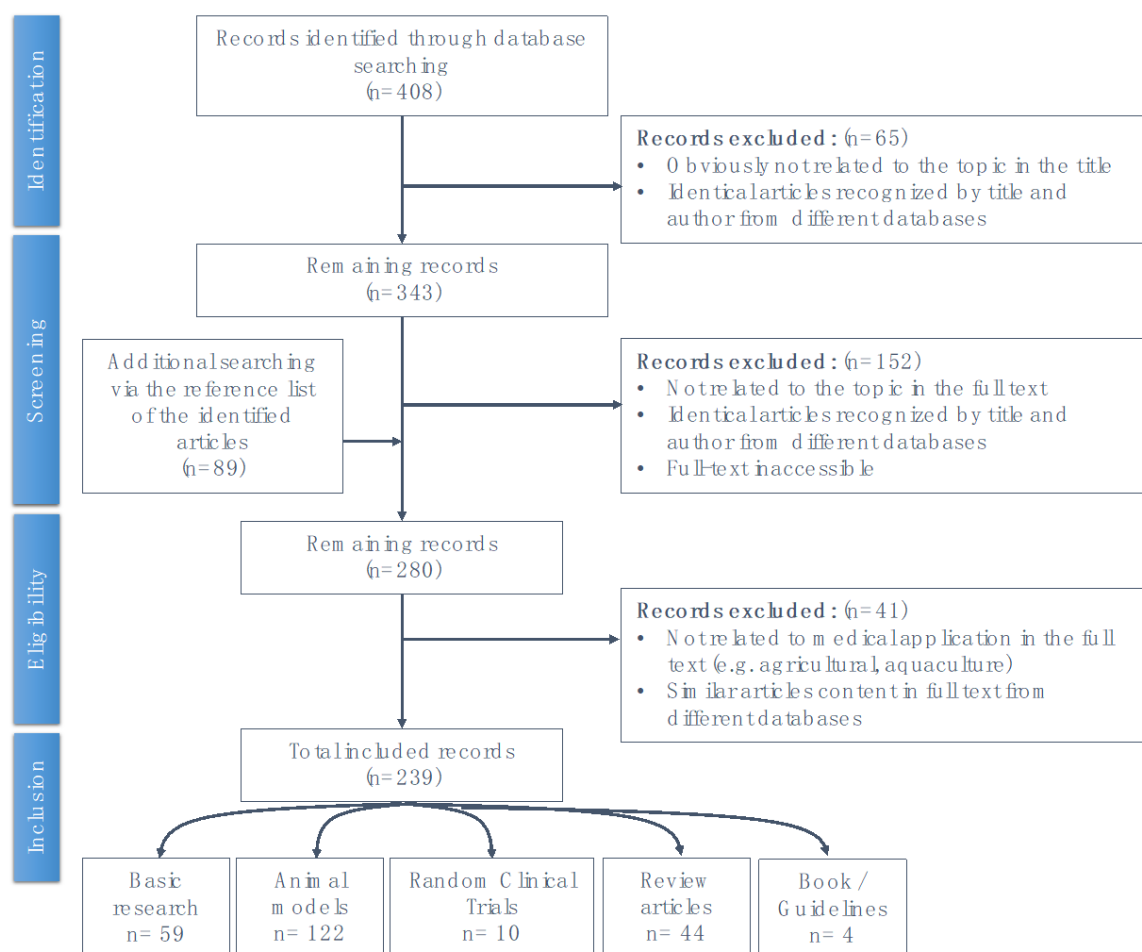 Identification
Records identified through database
searching
(n=408)
Records excluded: (n=65)
• Obviously not related to the topic in the title
• Identical articles recognized by title and
author from different databases
Screening
Remaining records
(n=343)
Additional searching
via the reference list
of the identified
articles
(n=89)
Records excluded: (n=152)
• Not related to the topic in the full text
• Identical articles recognized by title and
author from different databases
• Full-text inaccessible
Eligibility
Remaining records
(n=280)
Records excluded: (n=41)
• Not related to medical application in the full
text (e.g. agricultural, aquaculture)
• Similar articles content in full text from
different databases
Inclusion
Total included records
(n=239)
Basic
research
n= 59
Animal
models
n= 122
Random Clinical
Trials
n= 10
Review
articles
n= 44
Book /
Guidelines
n= 4